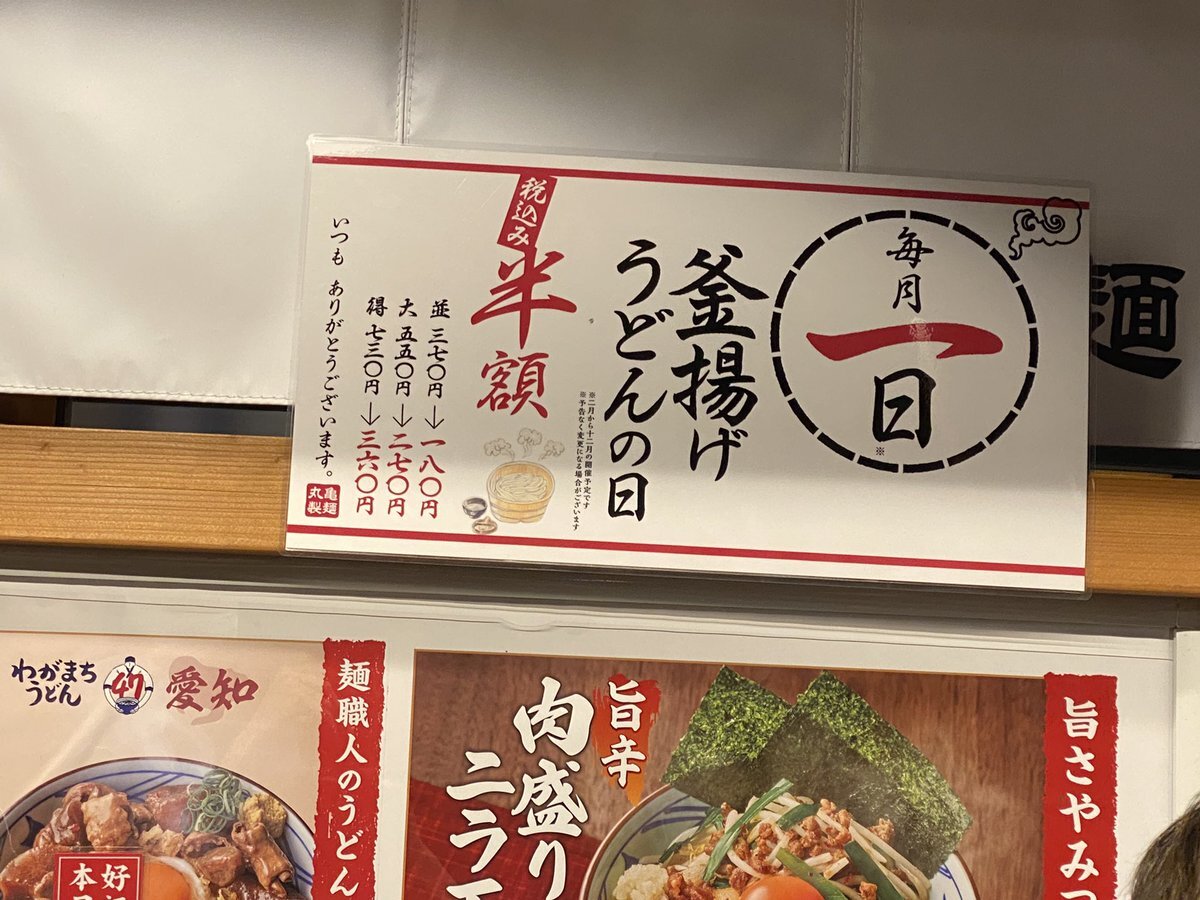 毎月
一
日※
釜揚げ
うどんの日
※二月から十二月の開催予定です
※予告なく変更になる場合がございます
税込み
半額
並 三七〇円→一八〇円
大 五五〇円→二七〇円
得 七三〇円→三六〇円
いつも ありがとうございます。
丸亀
製麺
麺
わがまち
うどん
47
愛知
麺職人のうどん
旨さやみつ
旨辛
肉盛り
ニラ
好
本